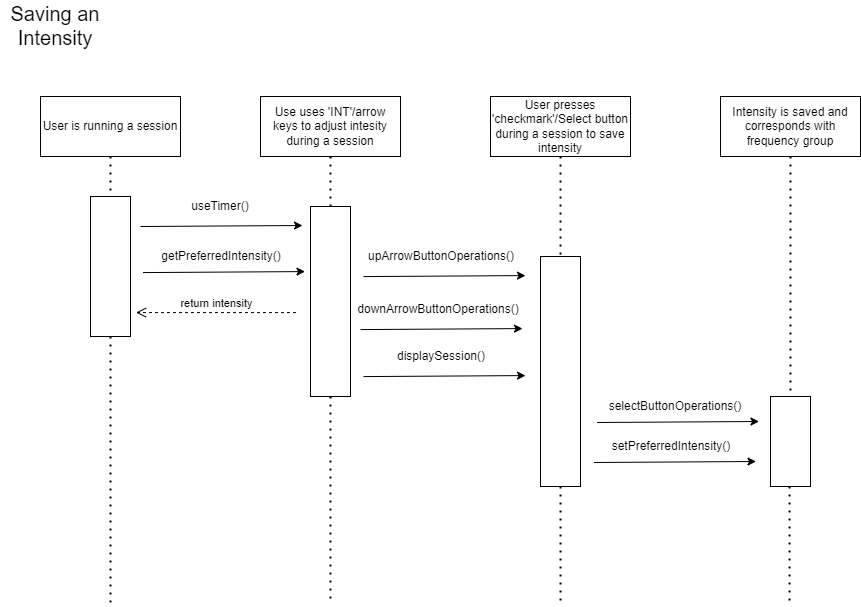 Saving an
Intensity
User is running a session
Use uses 'INT'/arrow
keys to adjust intesity
during a session
User presses
'checkmark'/Select button
during a session to save
intensity
Intensity is saved and
corresponds with
frequency group
useTimer()
getPreferredIntensity()
return intensity
upArrowButtonOperations()
downArrowButtonOperations()
displaySession()
selectButtonOperations()
setPreferredIntensity()